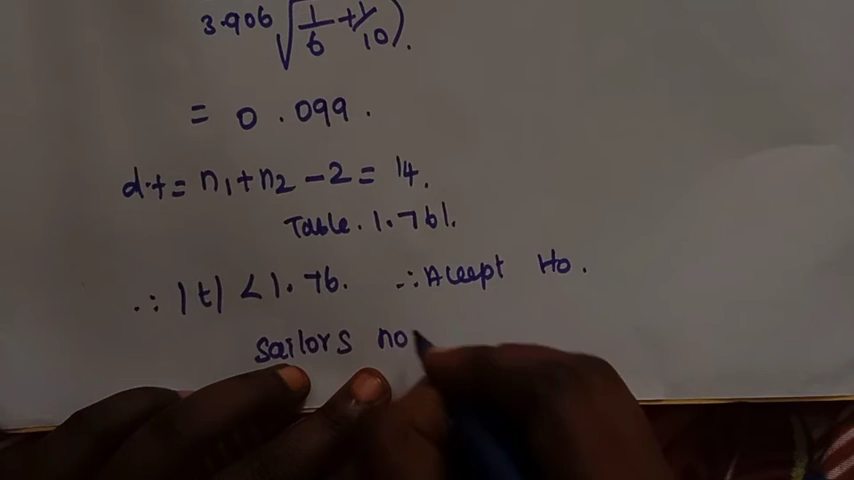 3.906 √(1/6 + 1/10).
= 0.099.
d.t = n1+n2 -2 = 14.
Table. 1.761.
∴ |t| < 1.76. ∴ Accept Ho.
Sailors no